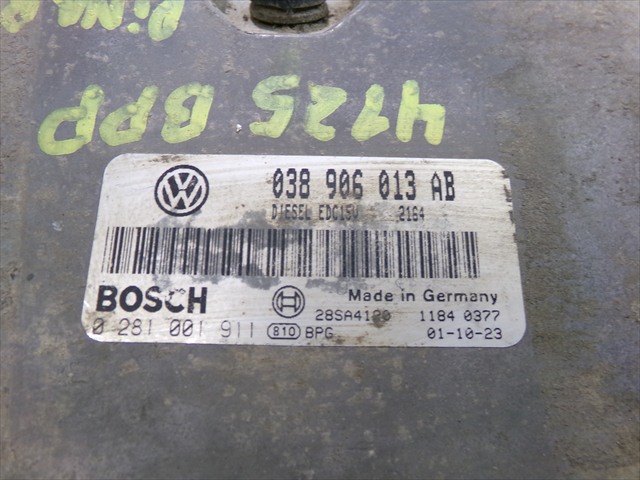 4725 BPP
VW
038 906 013 AB
DIESEL EDC15V 2164
BOSCH
Made in Germany
28SA4120 1184 0377
0 281 001 911 810 BPG 01-10-23